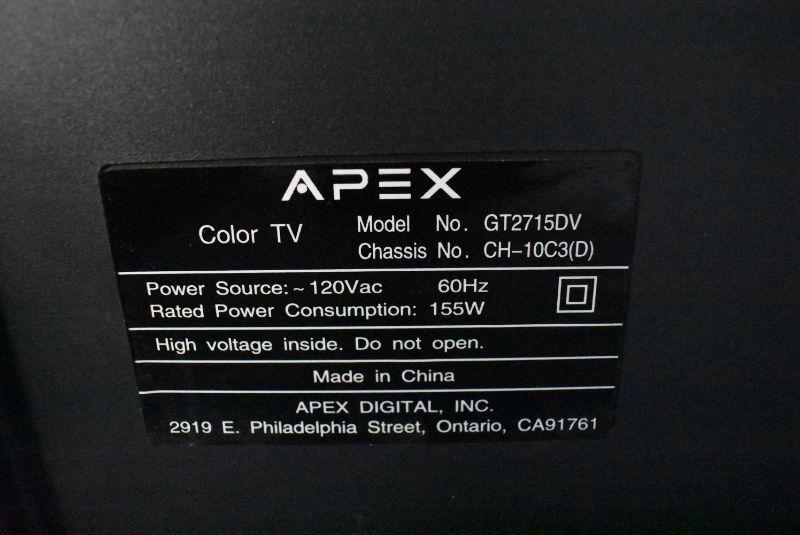 APEX
Color TV
Model No. GT2715DV
Chassis No. CH-10C3(D)
Power Source: ~ 120Vac 60Hz
Rated Power Consumption: 155W
High voltage inside. Do not open.
Made in China
APEX DIGITAL, INC.
2919 E. Philadelphia Street, Ontario, CA91761